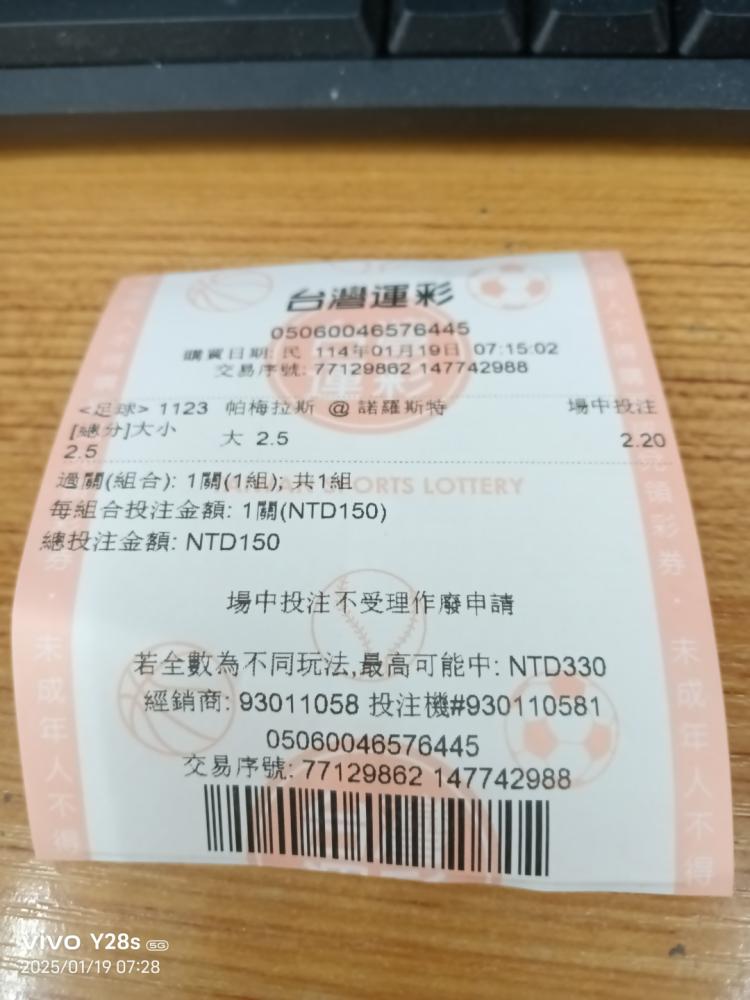 台灣運彩
05060046576445
購買日期: 民 114年01月19日 07:15:02
交易序號: 77129862 147742988
<足球> 1123 帕梅拉斯 @ 諾羅斯特 場中投注
[總分]大小 大 2.5 2.20
2.5
過關(組合): 1關(1組); 共1組
SPORTS LOTTERY
每組合投注金額: 1關(NTD150)
總投注金額: NTD150
場中投注不受理作廢申請
若全數為不同玩法,最高可能中: NTD330
經銷商: 93011058 投注機#930110581
05060046576445
交易序號: 77129862 147742988
未成年人不得
未成年人不得
vivo Y28s 5G
2025/01/19 07:28